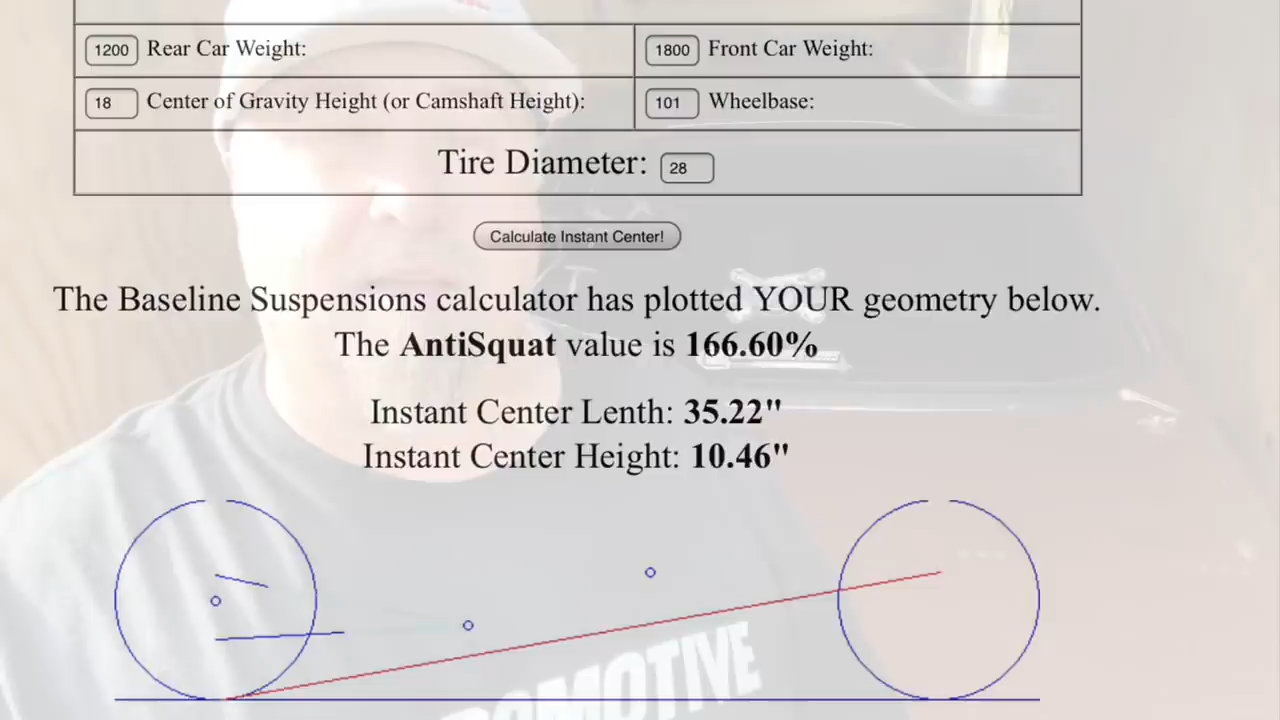 1200 Rear Car Weight: 1800 Front Car Weight:
18 Center of Gravity Height (or Camshaft Height): 101 Wheelbase:
Tire Diameter: 28
Calculate Instant Center!
The Baseline Suspensions calculator has plotted YOUR geometry below.
The AntiSquat value is 166.60%
Instant Center Lenth: 35.22"
Instant Center Height: 10.46"
OMOTIVE